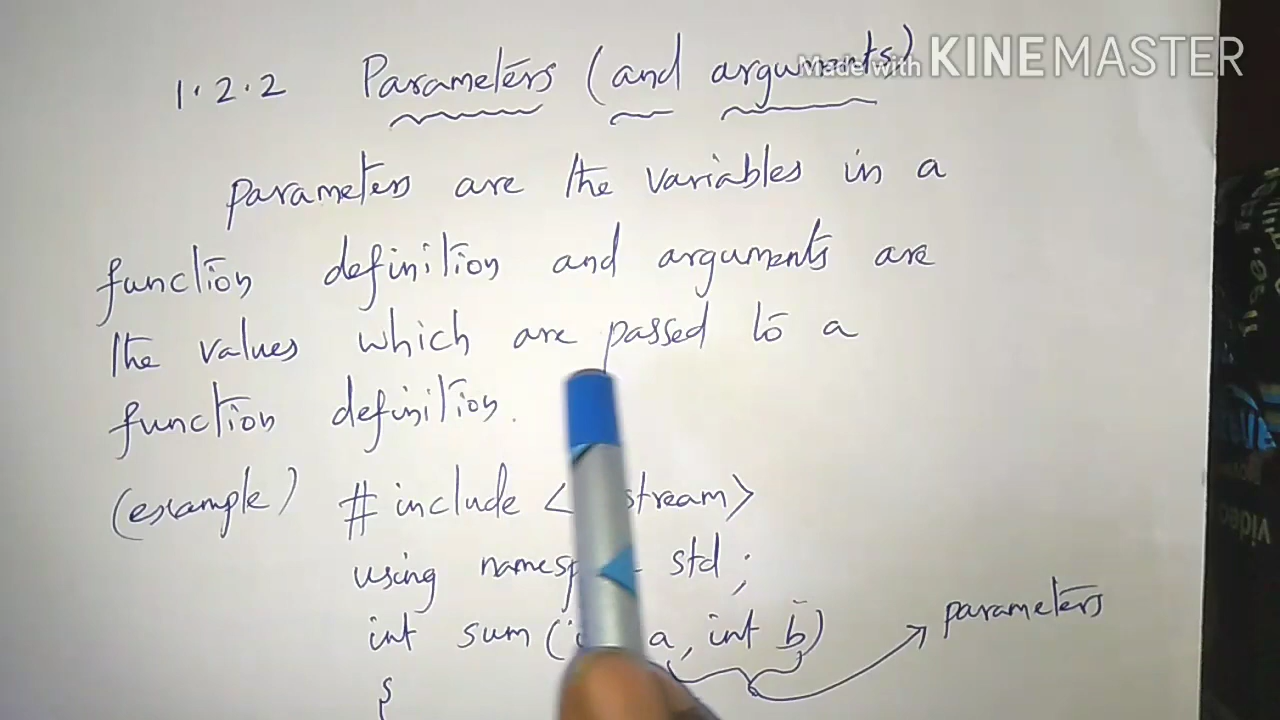 1.2.2 Parameters (and arguments)
Made with KINEMASTER
parameters are the variables in a
function definition and arguments are
the values which are passed to a
function definition.
(example) # include < stream>
using namesp std;
int sum (i a, int b)
parameters
{